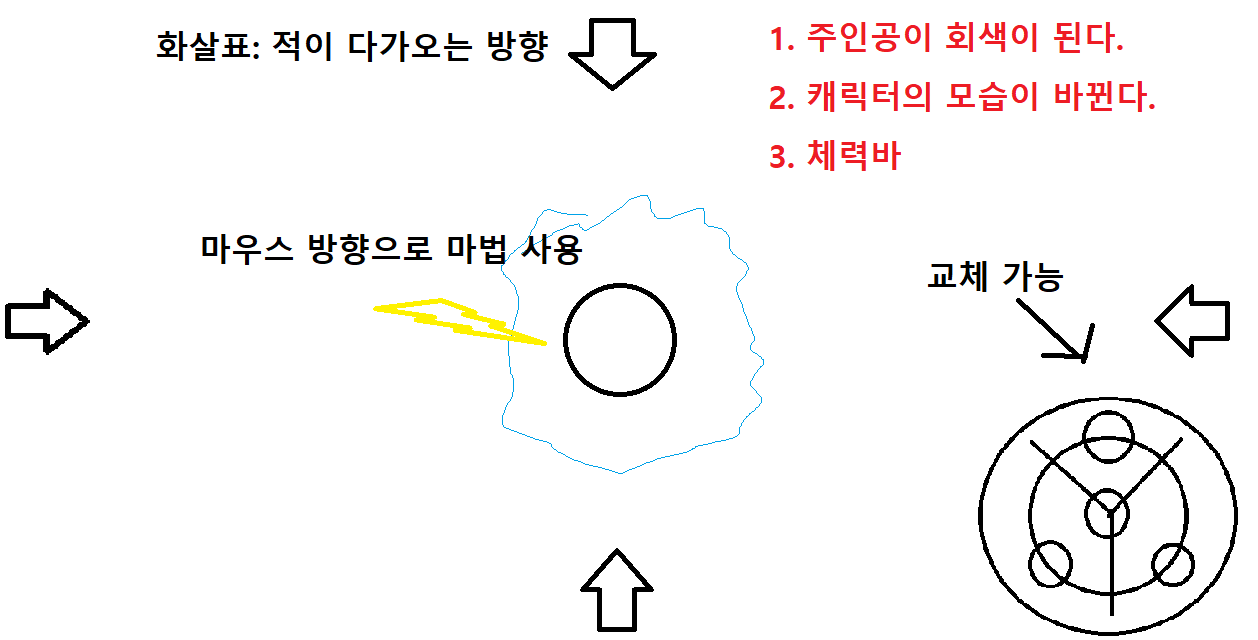 화살표: 적이 다가오는 방향
1. 주인공이 회색이 된다.
2. 캐릭터의 모습이 바뀐다.
3. 체력바
마우스 방향으로 마법 사용
교체 가능